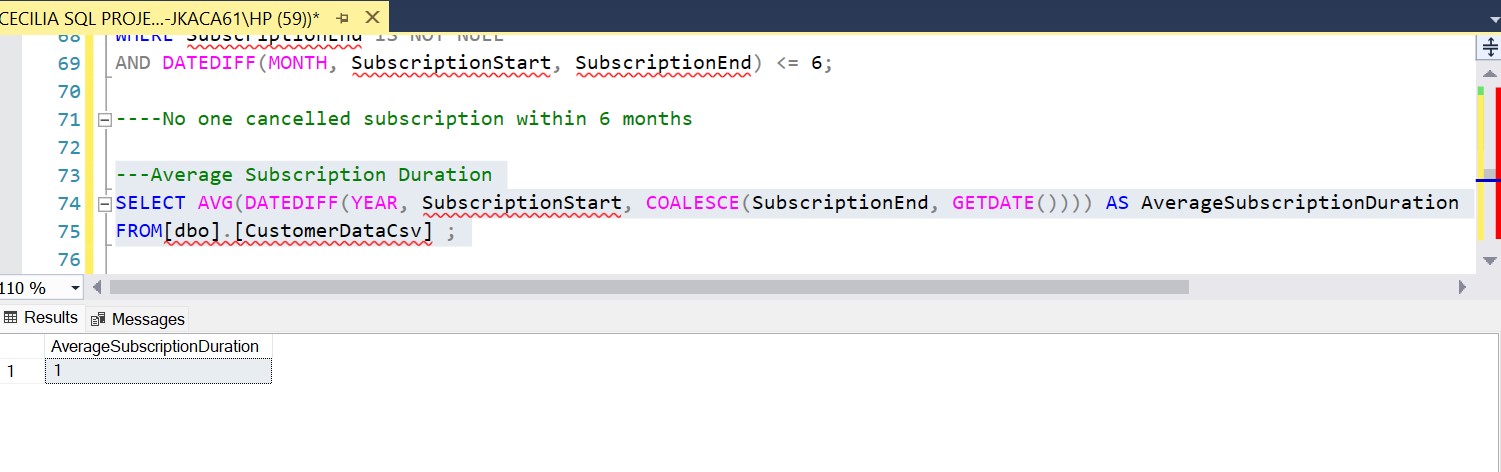 CECILIA SQL PROJE...-JKACA61\HP (59))*
68 WHERE SubscriptionEnd IS NOT NULL
69 AND DATEDIFF(MONTH, SubscriptionStart, SubscriptionEnd) <= 6;
70
71 ----No one cancelled subscription within 6 months
72
73 ---Average Subscription Duration
74 SELECT AVG(DATEDIFF(YEAR, SubscriptionStart, COALESCE(SubscriptionEnd, GETDATE()))) AS AverageSubscriptionDuration
75 FROM[dbo].[CustomerDataCsv] ;
76
110 %
Results Messages
AverageSubscriptionDuration
1 1